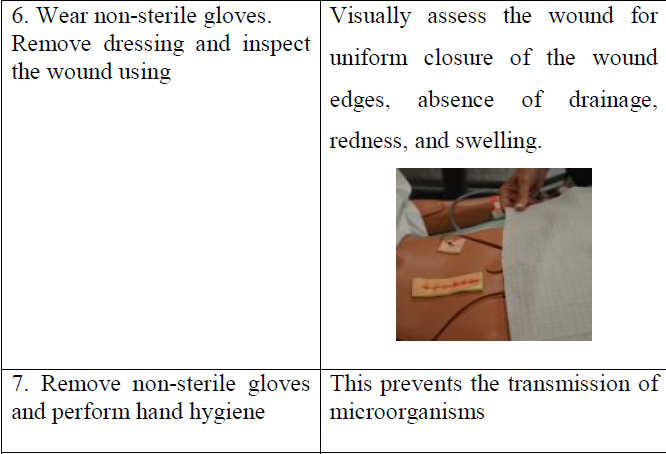 6. Wear non-sterile gloves.
Remove dressing and inspect
the wound using
Visually assess the wound for
uniform closure of the wound
edges, absence of drainage,
redness, and swelling.
7. Remove non-sterile gloves
and perform hand hygiene
This prevents the transmission of
microorganisms